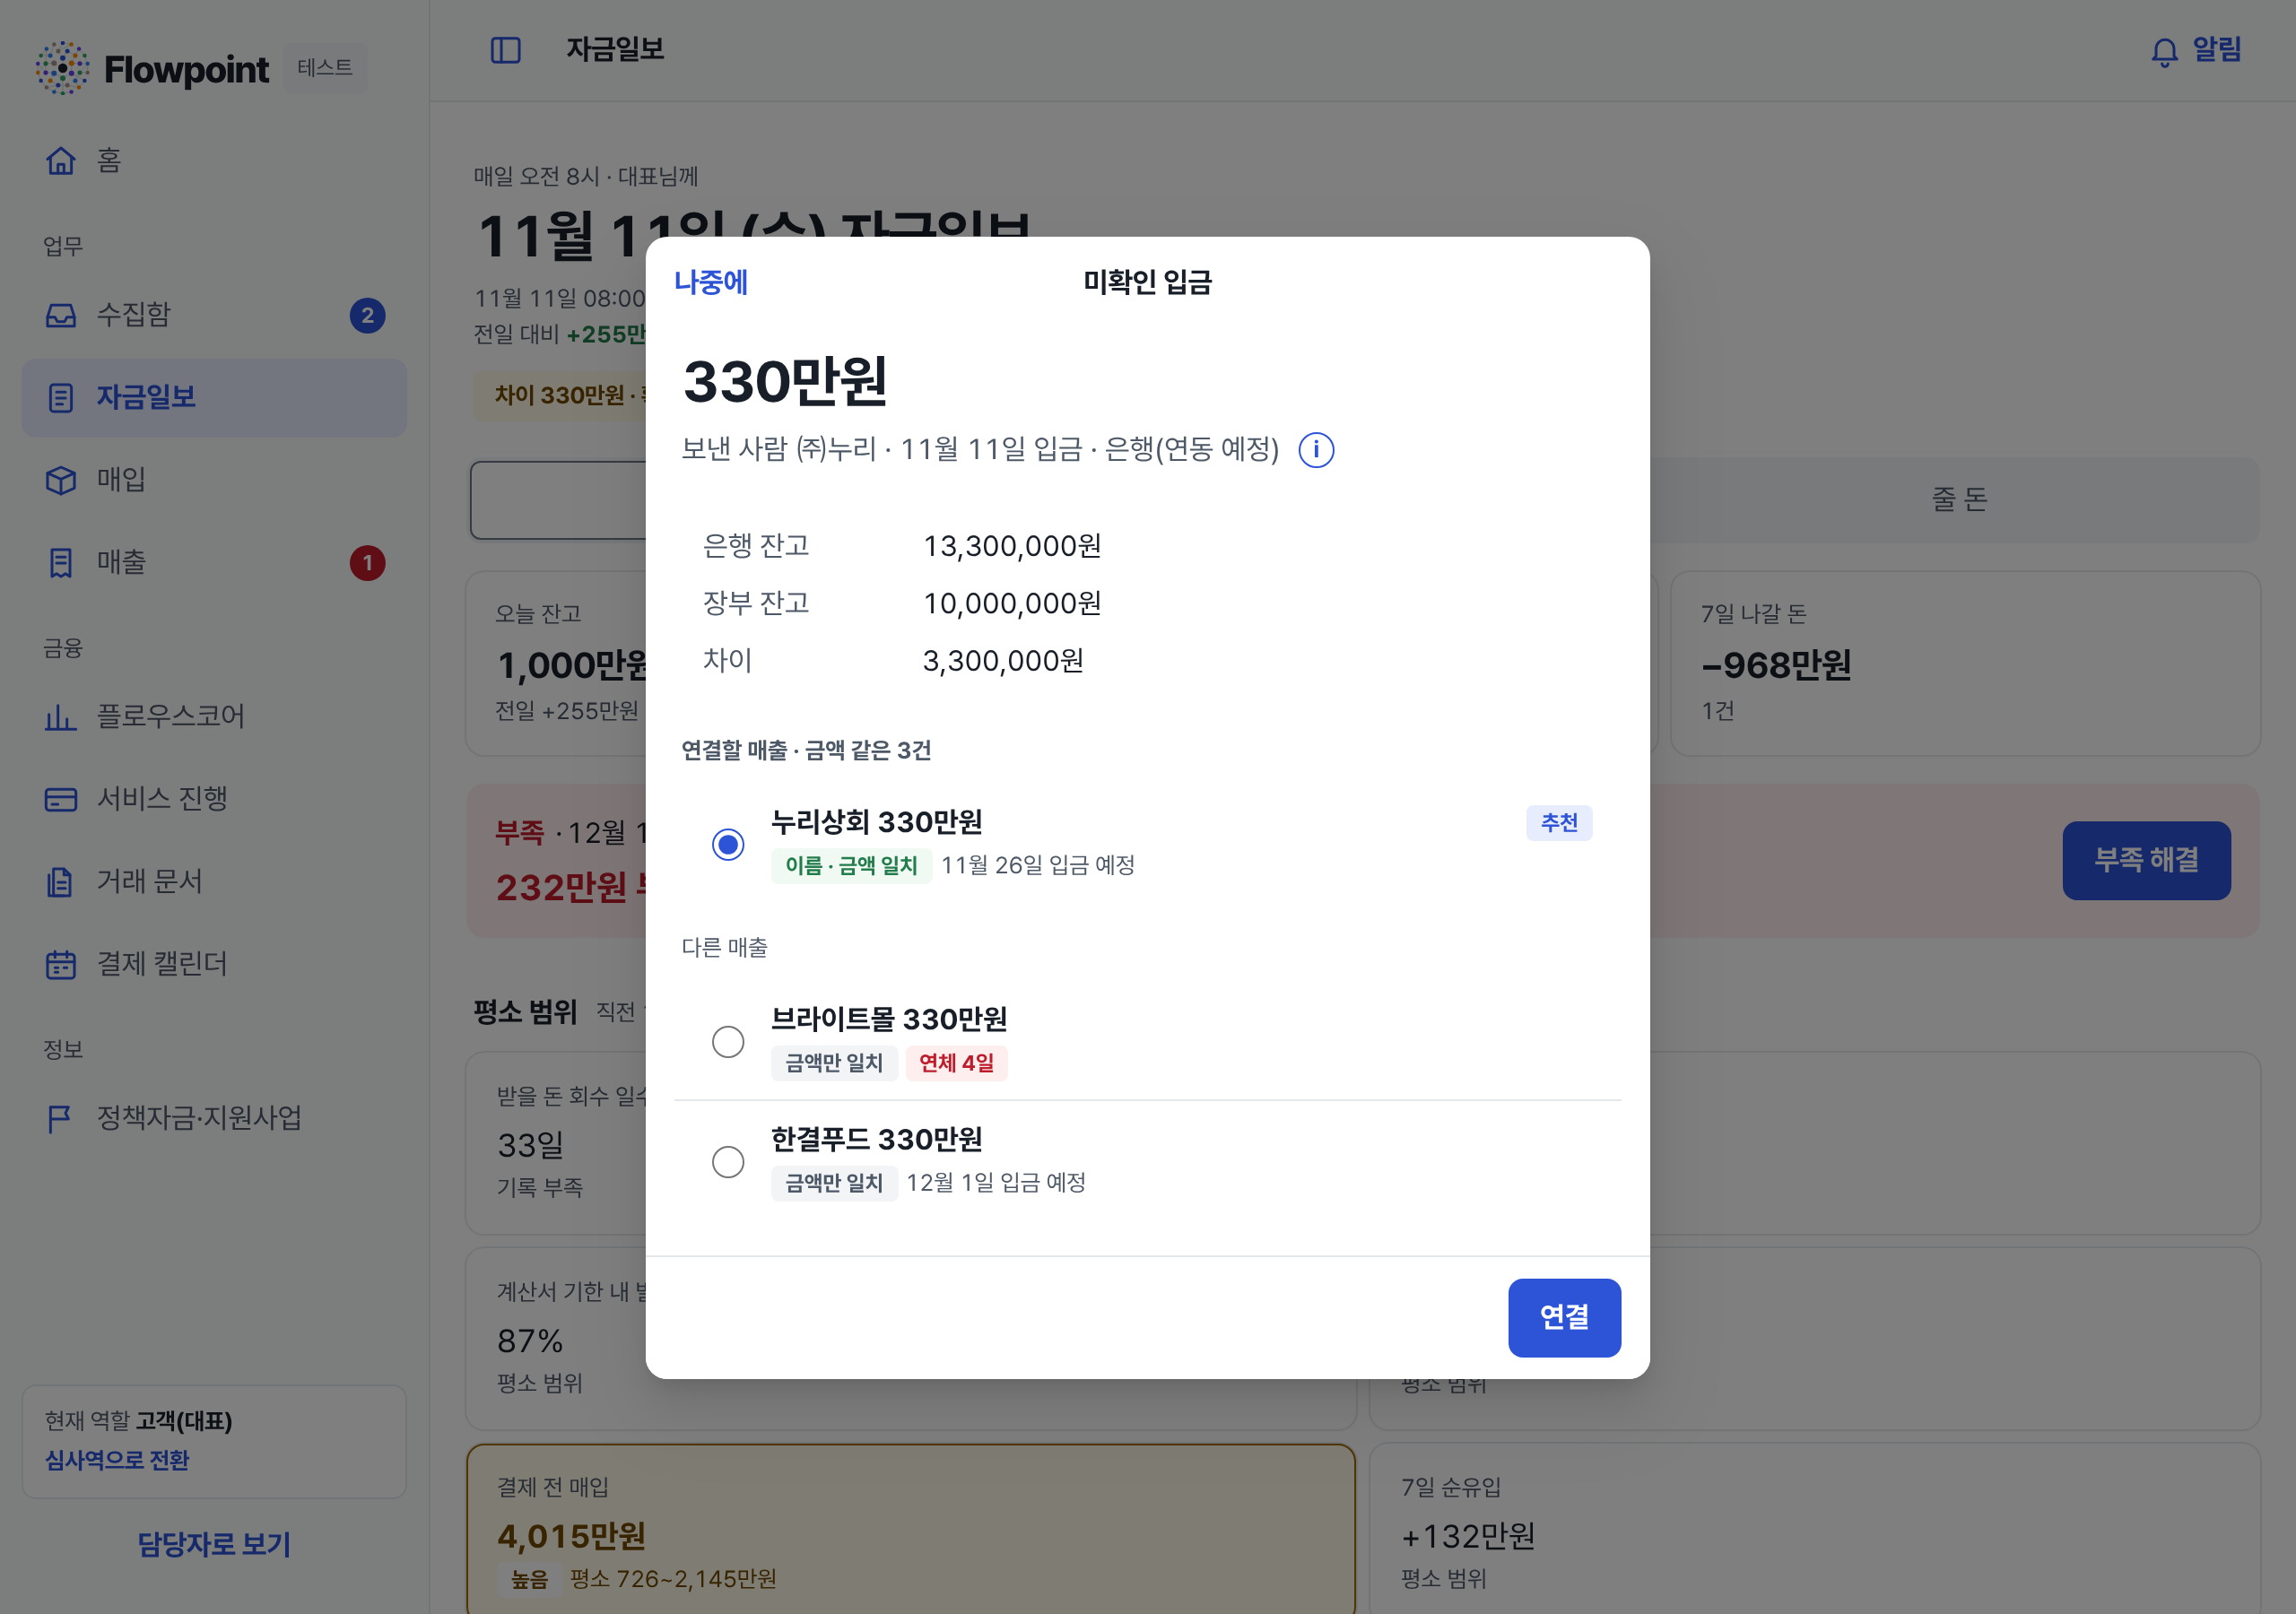 Flowpoint 테스트
홈
업무
수집함 2
자금일보
매입
매출 1
금융
플로우스코어
서비스 진행
거래 문서
결제 캘린더
정보
정책자금·지원사업
현재 역할 고객(대표)
심사역으로 전환
담당자로 보기
자금일보
알림
매일 오전 8시 · 대표님께
11월 11일 (수) 자금일보
11월 11일 08:00
전일 대비 +255만
차이 330만원 ·
줄 돈
오늘 잔고
1,000만원
전일 +255만원
7일 나갈 돈
−968만원
1건
부족 · 12월
232만원
부족 해결
평소 범위 직전
받을 돈 회수 일수
33일
기록 부족
계산서 기한 내
87%
평소 범위
평소 범위
결제 전 매입
4,015만원
높음 평소 726~2,145만원
7일 순유입
+132만원
평소 범위
나중에
미확인 입금
330만원
보낸 사람 ㈜누리 · 11월 11일 입금 · 은행(연동 예정) i
은행 잔고 13,300,000원
장부 잔고 10,000,000원
차이 3,300,000원
연결할 매출 · 금액 같은 3건
누리상회 330만원 추천
이름 · 금액 일치 11월 26일 입금 예정
다른 매출
브라이트몰 330만원
금액만 일치 연체 4일
한결푸드 330만원
금액만 일치 12월 1일 입금 예정
연결